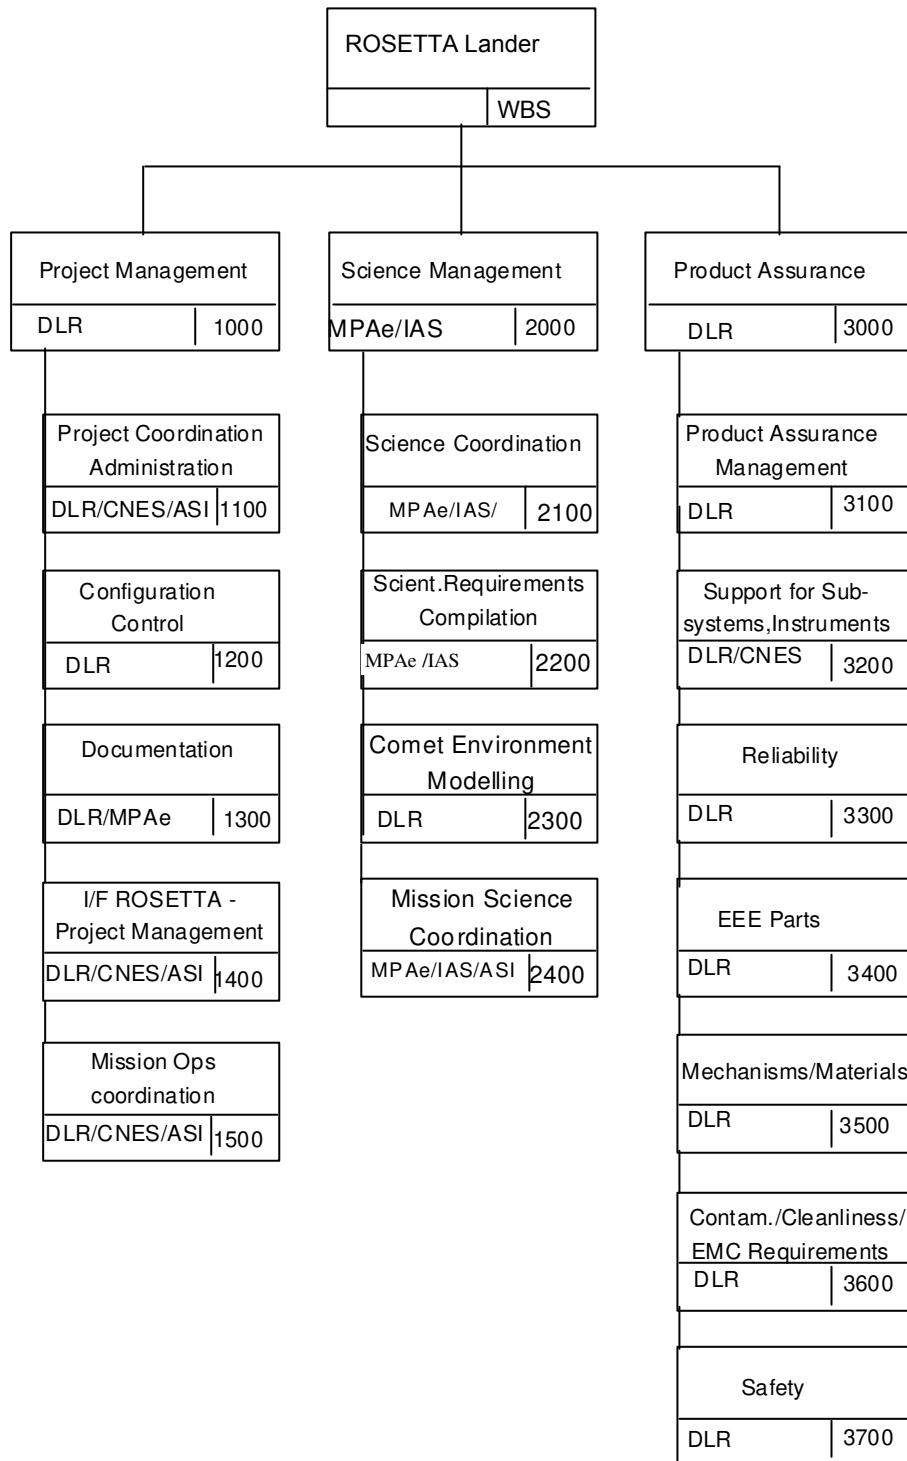 ROSETTA Lander
WBS
Project Management
DLR 1000
Project Coordination
Administration
DLR/CNES/ASI 1100
Configuration
Control
DLR 1200
Documentation
DLR/MPAe 1300
I/F ROSETTA -
Project Management
DLR/CNES/ASI 1400
Mission Ops
coordination
DLR/CNES/ASI 1500
Science Management
MPAe/IAS 2000
Science Coordination
MPAe/IAS/ 2100
Scient.Requirements
Compilation
MPAe /IAS 2200
Comet Environment
Modelling
DLR 2300
Mission Science
Coordination
MPAe/IAS/ASI 2400
Product Assurance
DLR 3000
Product Assurance
Management
DLR 3100
Support for Sub-
systems,Instruments
DLR/CNES 3200
Reliability
DLR 3300
EEE Parts
DLR 3400
Mechanisms/Materials
DLR 3500
Contam./Cleanliness/
EMC Requirements
DLR 3600
Safety
DLR 3700